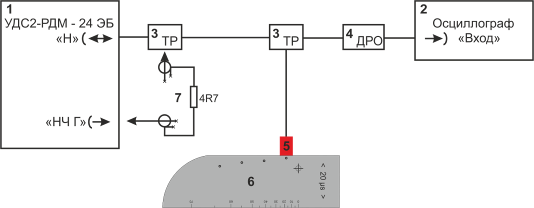 1
УДС2-РДМ - 24 ЭБ
«Н»
«НЧ Г»
3
ТР
3
ТР
4
ДРО
2
Осциллограф
«Вход»
7
4R7
5
6
< 20 µs >